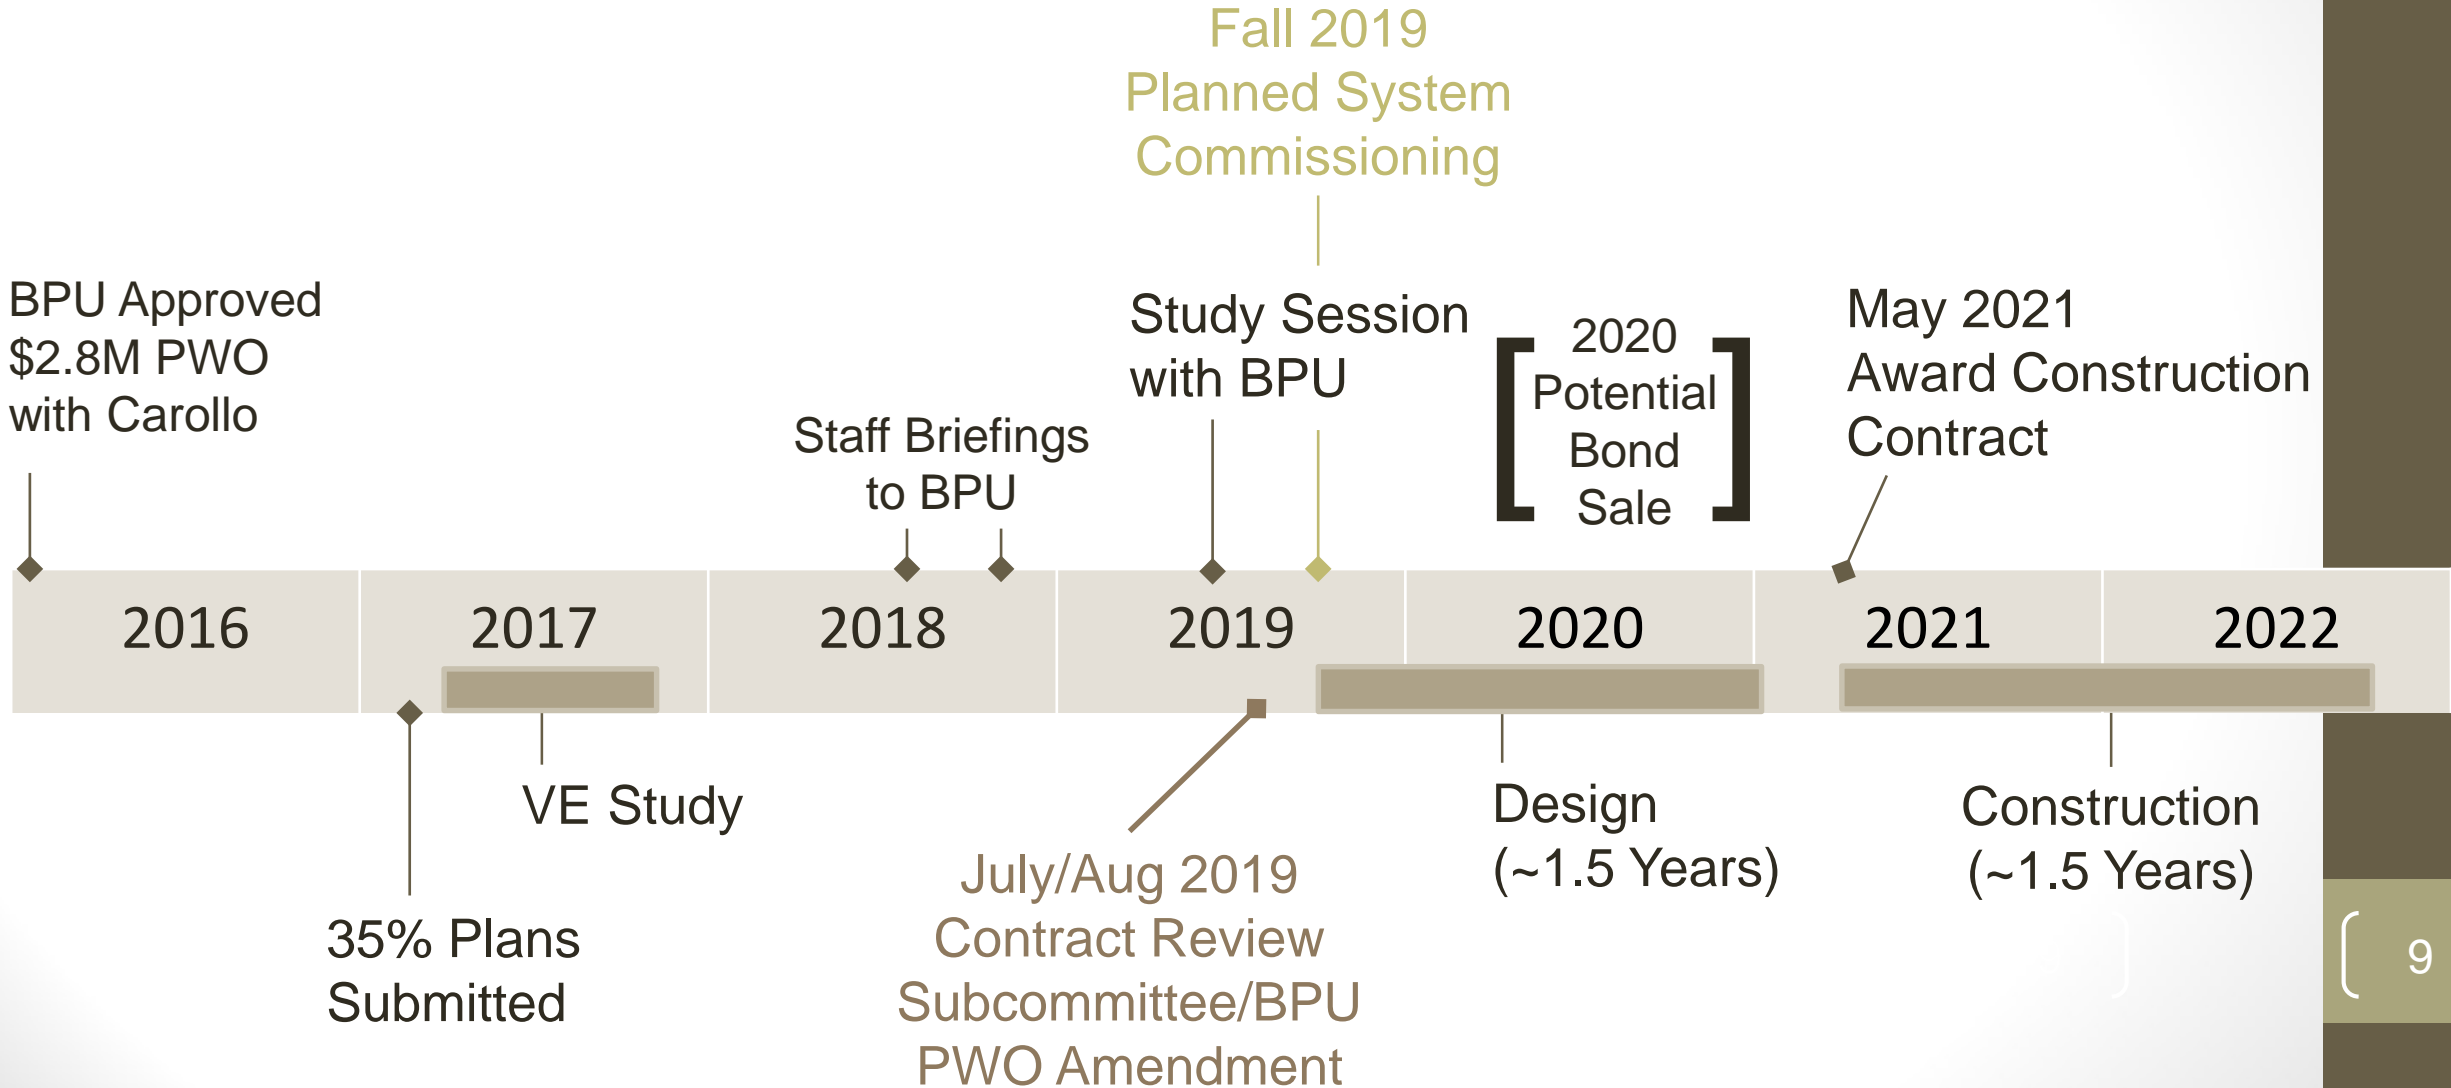 Fall 2019
Planned System
Commissioning
BPU Approved
$2.8M PWO
with Carollo
Staff Briefings
to BPU
Study Session
with BPU
2020
Potential
Bond
Sale
May 2021
Award Construction
Contract
2016
2017
2018
2019
2020
2021
2022
35% Plans
Submitted
VE Study
July/Aug 2019
Contract Review
Subcommittee/BPU
PWO Amendment
Design
(~1.5 Years)
Construction
(~1.5 Years)
9